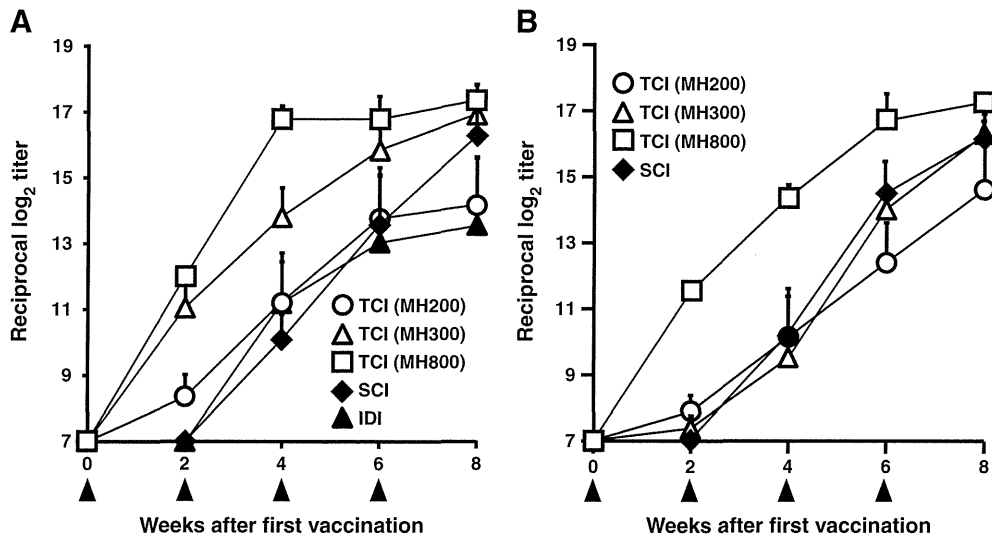 A
Reciprocal log2 titer
19
17
15
13
11
9
7
TCI (MH200)
TCI (MH300)
TCI (MH800)
SCI
IDI
0 2 4 6 8
Weeks after first vaccination
B
Reciprocal log2 titer
19
17
15
13
11
9
7
TCI (MH200)
TCI (MH300)
TCI (MH800)
SCI
0 2 4 6 8
Weeks after first vaccination